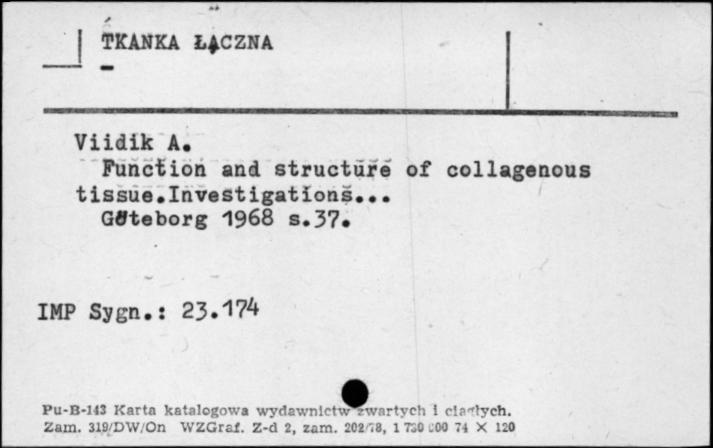 TKANKA ŁĄCZNA
Viidik A.
Function and structure of collagenous
tissue.Investigations...
Göteborg 1968 s.37.
IMP Sygn.: 23.174
Pu-B-143 Karta katalogowa wydawnictw zwartych i ciągłych.
Zam. 319/DW/On WZGraf. Z-d 2, zam. 202/78, 1 730 000 74 X 120